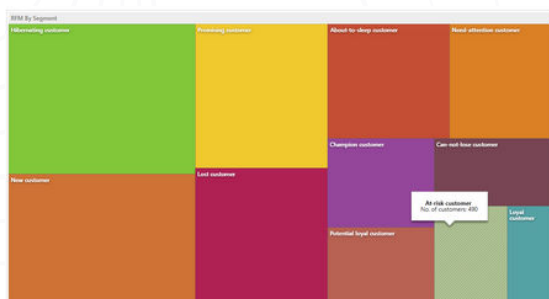 RFM By Segment
Hibernating customer
Promising customer
About-to-sleep customer
Need-attention customer
Champion customer
Can-not-lose customer
New customer
Lost customer
At-risk customer
No. of customers: 490
Loyal
customer
Potential loyal customer